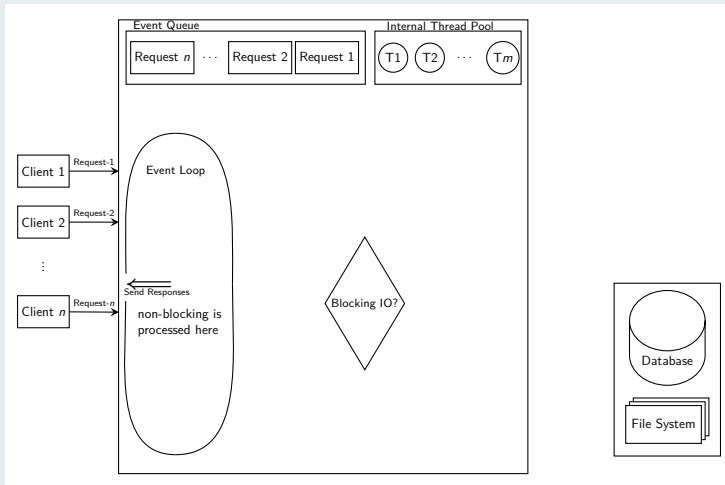 Event Queue
Internal Thread Pool
Request n
...
Request 2
Request 1
T1
T2
...
Tm
Client 1
Request-1
Event Loop
Client 2
Request-2
⋮
Send Responses
Client n
Request-n
non-blocking is
processed here
Blocking IO?
Database
File System